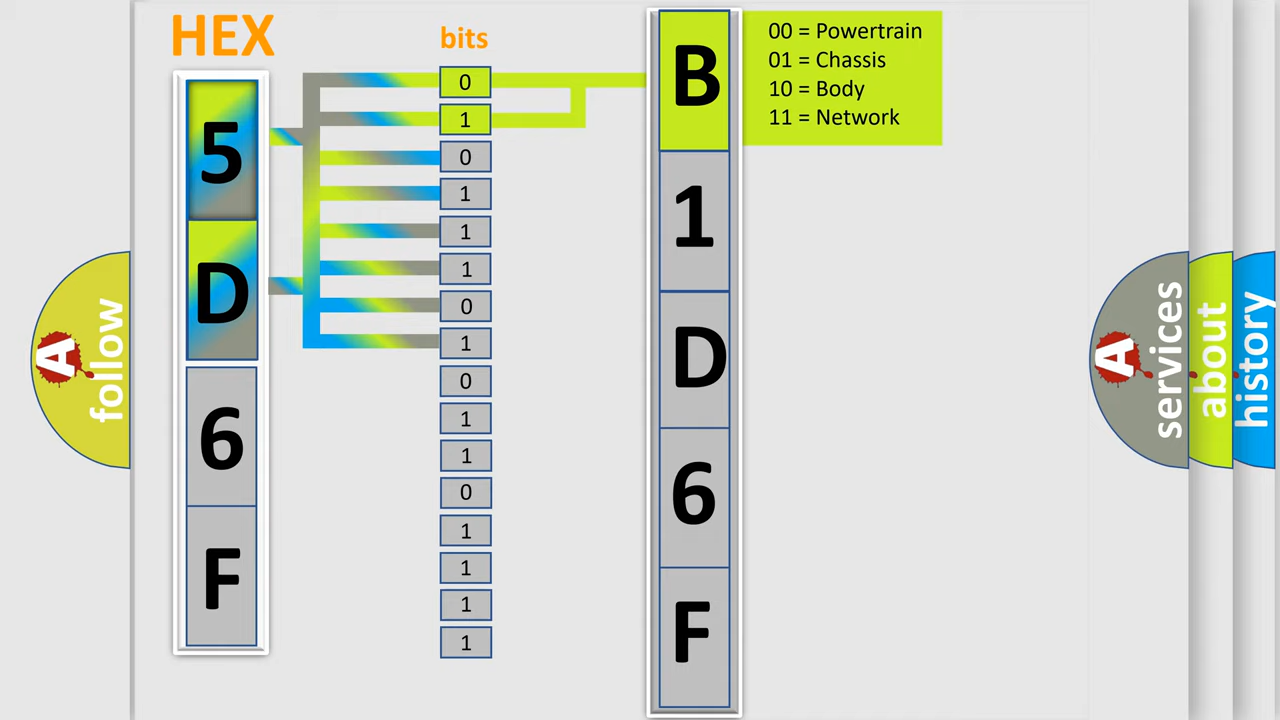 HEX
bits
5
D
6
F
0
1
0
1
1
1
0
1
0
1
1
0
1
1
1
1
B
1
D
6
F
00 = Powertrain
01 = Chassis
10 = Body
11 = Network
A
follow
A
services
about
history